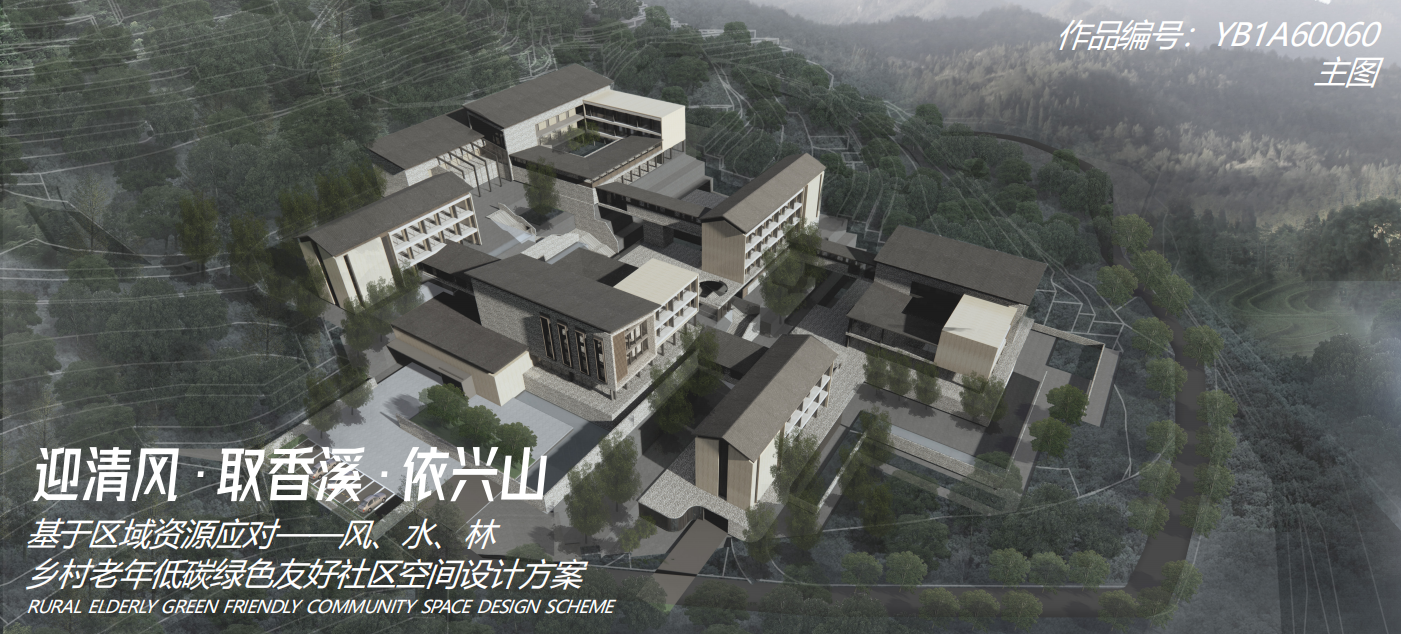 作品编号：YB1A60060
主图
迎清风·取香溪·依兴山
基于区域资源应对——风、水、林
乡村老年低碳绿色友好社区空间设计方案
RURAL ELDERLY GREEN FRIENDLY COMMUNITY SPACE DESIGN SCHEME